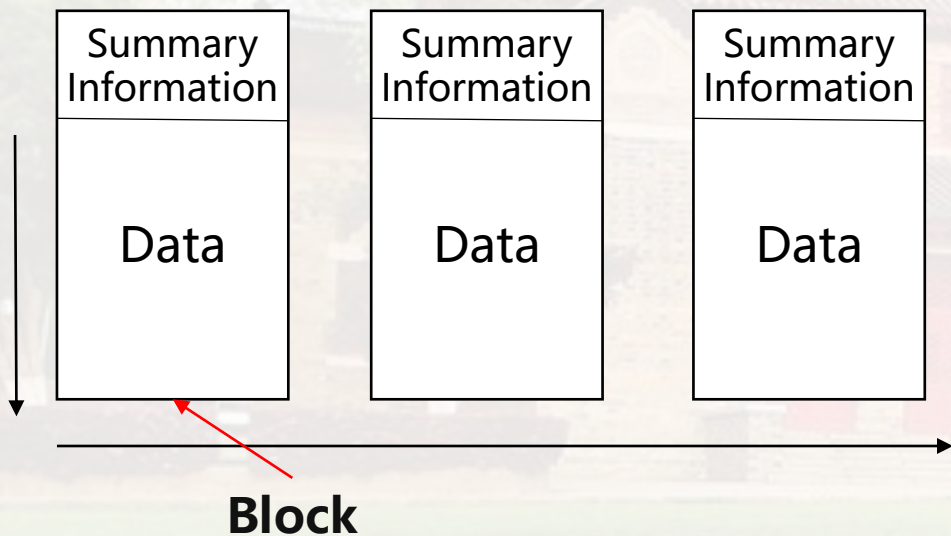 Summary
Information
Data
Summary
Information
Data
Summary
Information
Data
Block